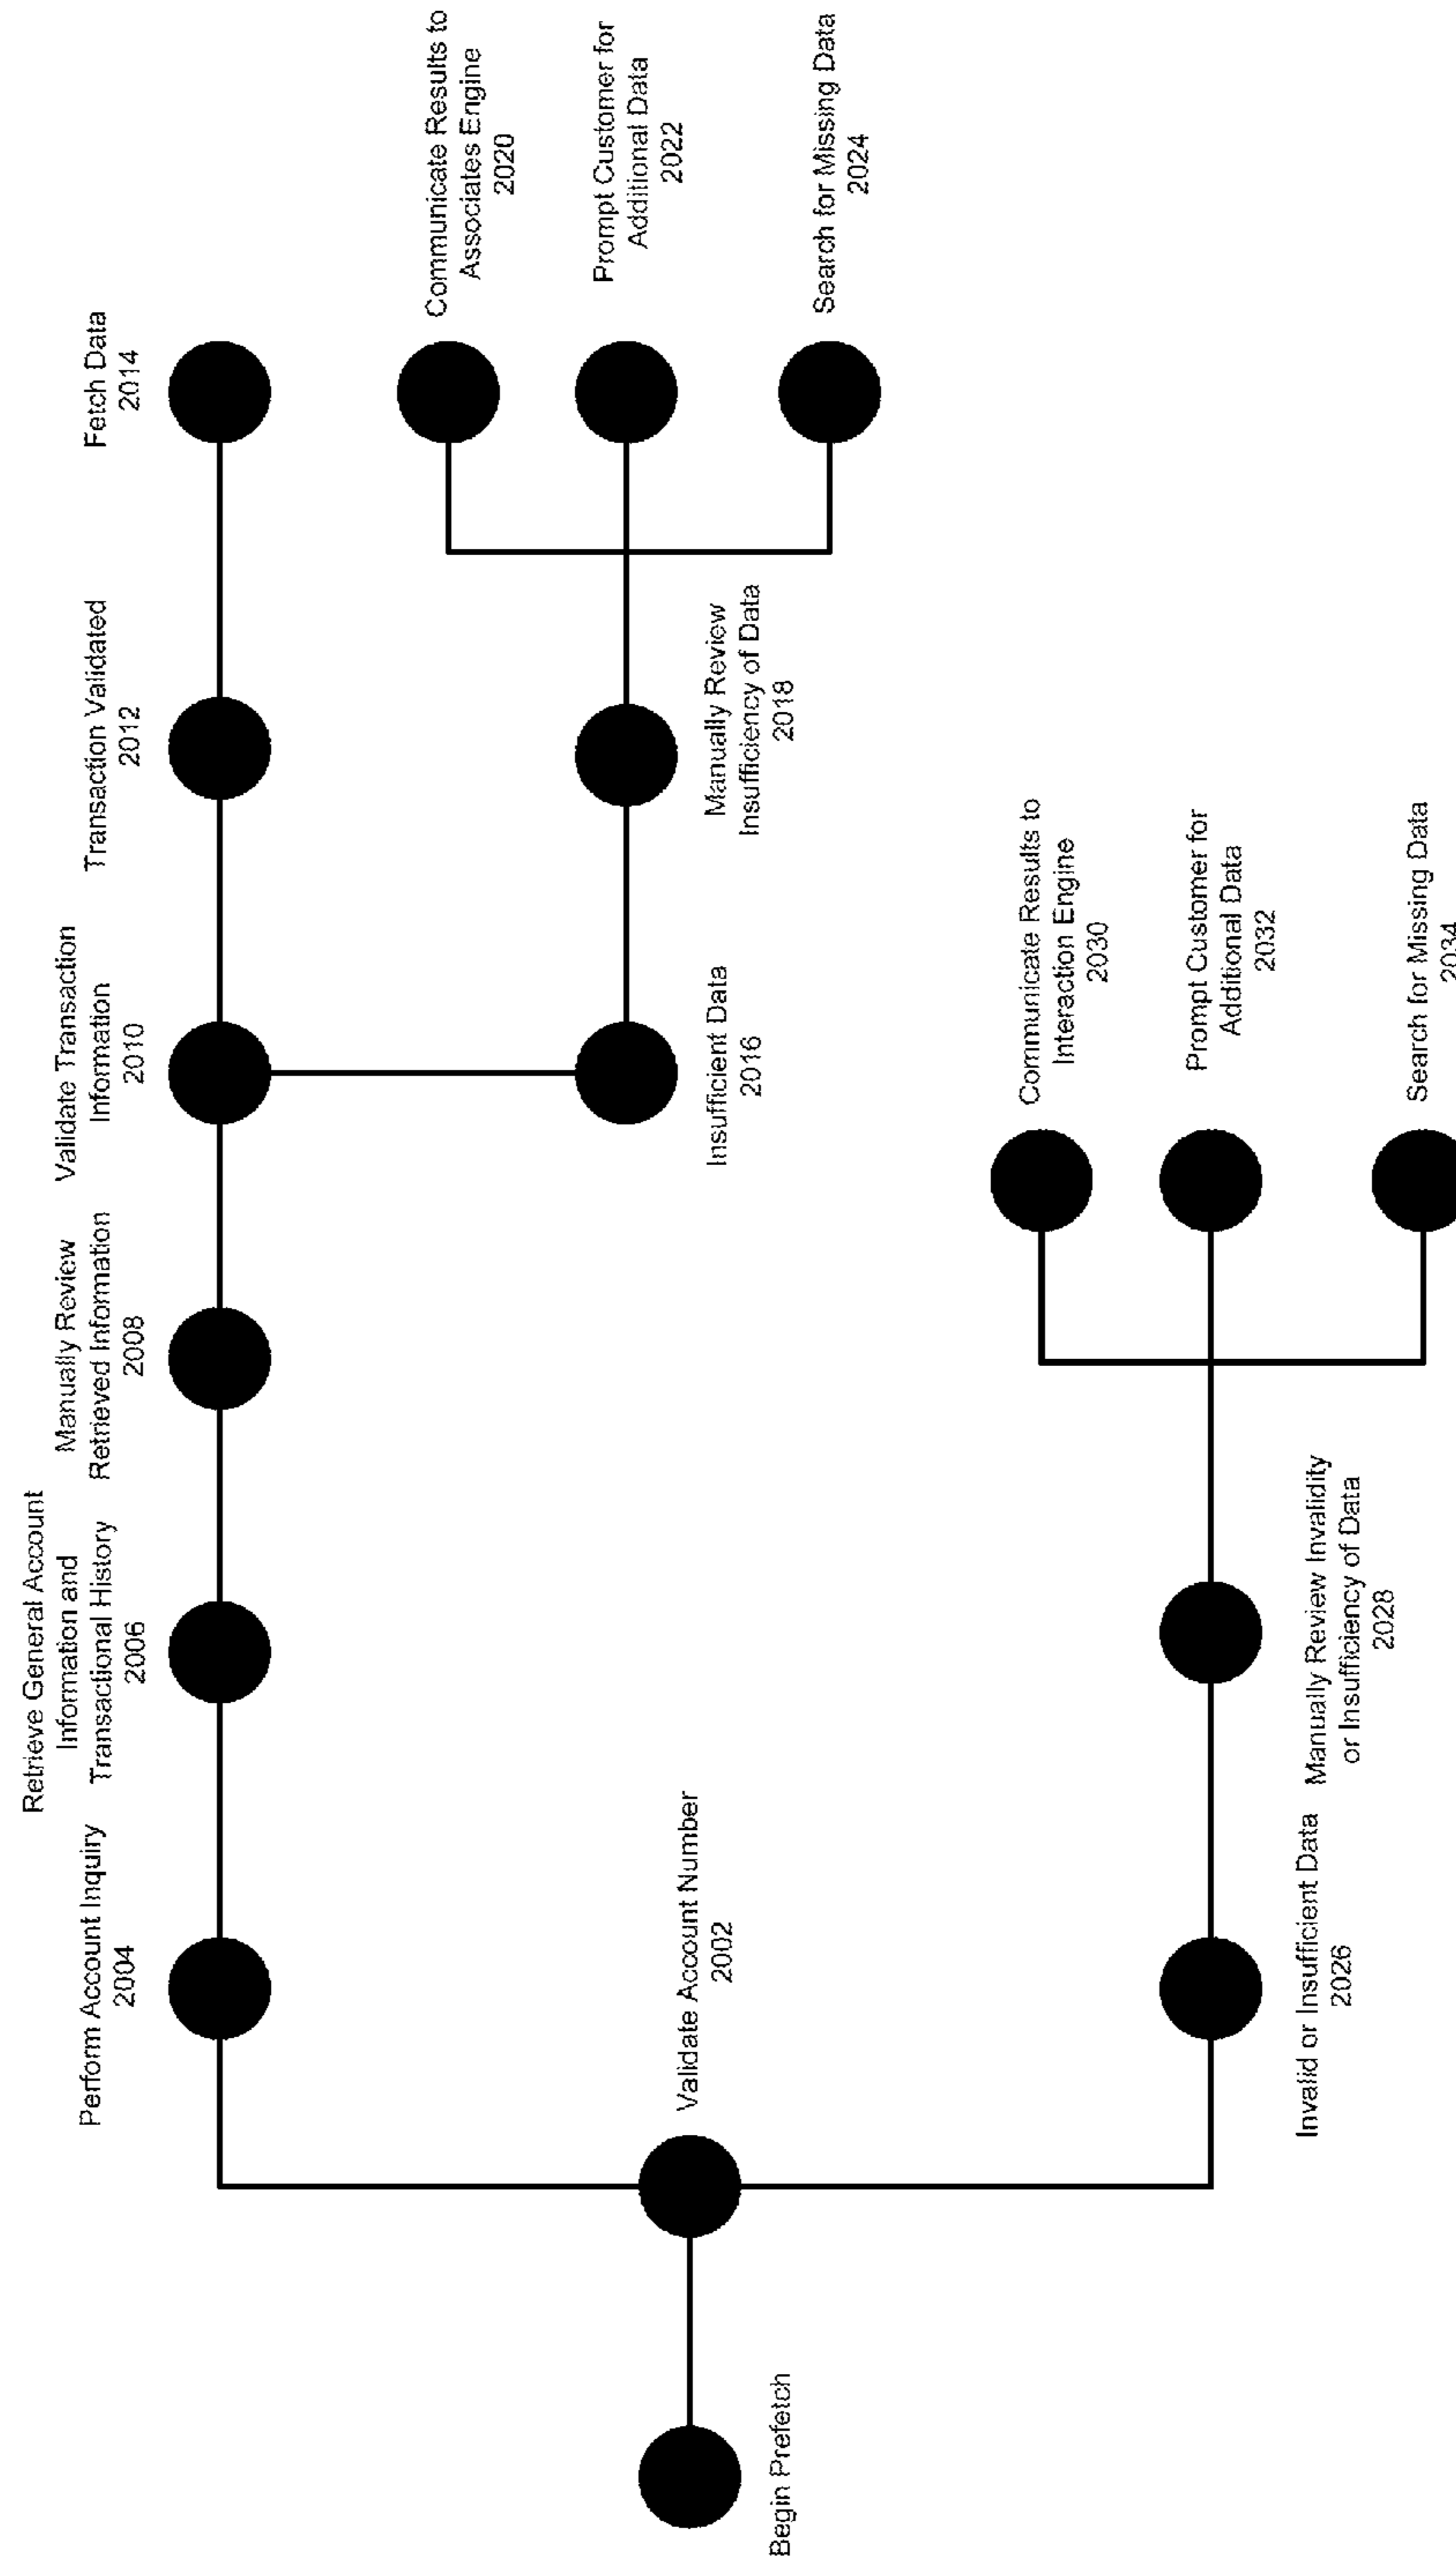 Begin Prefetch
Validate Account Number
2002
Perform Account Inquiry
2004
Retrieve General Account
Information and
Transactional History
2006
Manually Review
Retrieved Information
2008
Validate Transaction
Information
2010
Transaction Validated
2012
Fetch Data
2014
Insufficient Data
2016
Manually Review
Insufficiency of Data
2018
Communicate Results to
Associates Engine
2020
Prompt Customer for
Additional Data
2022
Search for Missing Data
2024
Invalid or Insufficient Data
2026
Manually Review Invalidity
or Insufficiency of Data
2028
Communicate Results to
Interaction Engine
2030
Prompt Customer for
Additional Data
2032
Search for Missing Data
2034